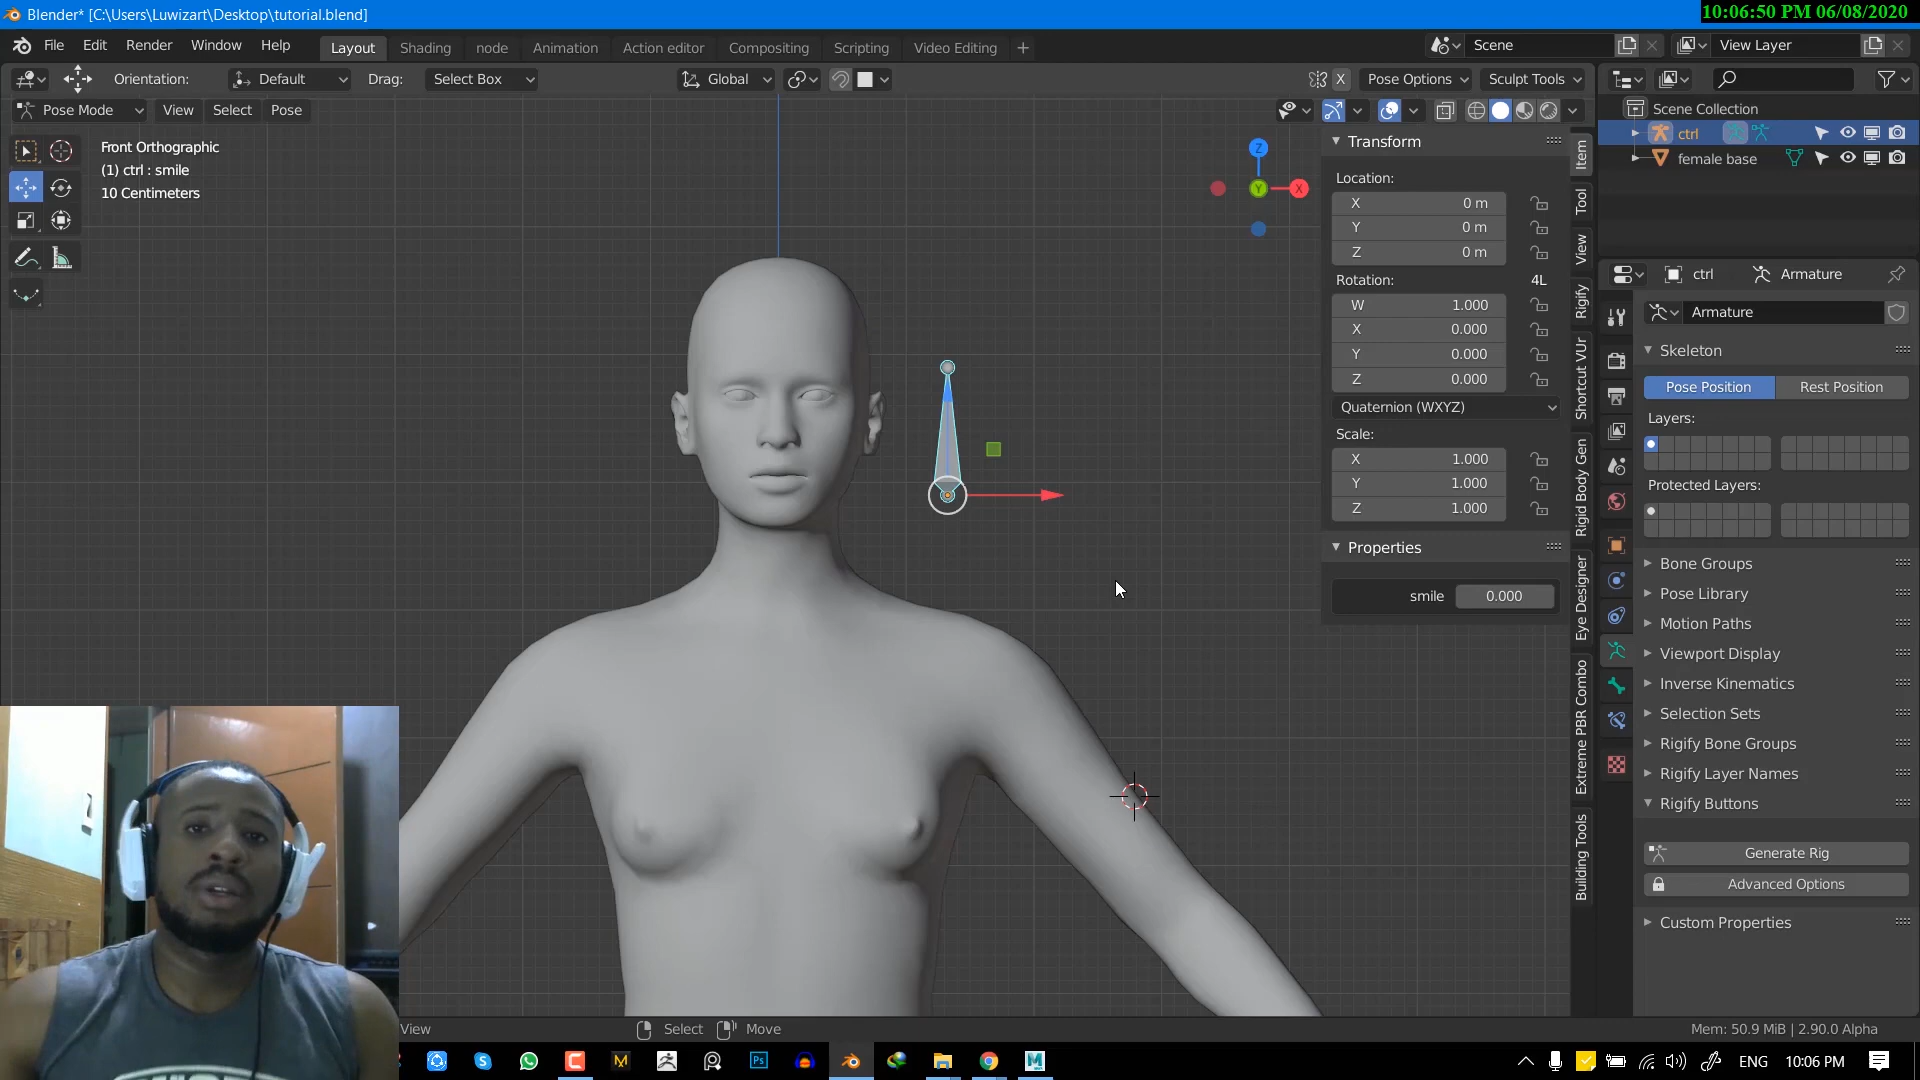 Blender* [C:\Users\Luwizart\Desktop\tutorial.blend]
10:06:50 PM 06/08/2020
File Edit Render Window Help
Layout Shading node Animation Action editor Compositing Scripting Video Editing +
Scene
View Layer
Orientation: Default Drag: Select Box
Global
X Pose Options Sculpt Tools
Pose Mode View Select Pose
Front Orthographic
(1) ctrl : smile
10 Centimeters
Z
Y
X
Transform
Location:
X 0 m
Y 0 m
Z 0 m
Rotation: 4L
W 1.000
X 0.000
Y 0.000
Z 0.000
Quaternion (WXYZ)
Scale:
X 1.000
Y 1.000
Z 1.000
Properties
smile 0.000
Item
Tool
View
Rigify
Shortcut VUr
Rigid Body Gen
Eye Designer
Extreme PBR Combo
Building Tools
Scene Collection
ctrl
female base
ctrl Armature
Armature
Skeleton
Pose Position Rest Position
Layers:
Protected Layers:
Bone Groups
Pose Library
Motion Paths
Viewport Display
Inverse Kinematics
Selection Sets
Rigify Bone Groups
Rigify Layer Names
Rigify Buttons
Generate Rig
Advanced Options
Custom Properties
View Select Move
Mem: 50.9 MiB | 2.90.0 Alpha
Ps
ENG 10:06 PM